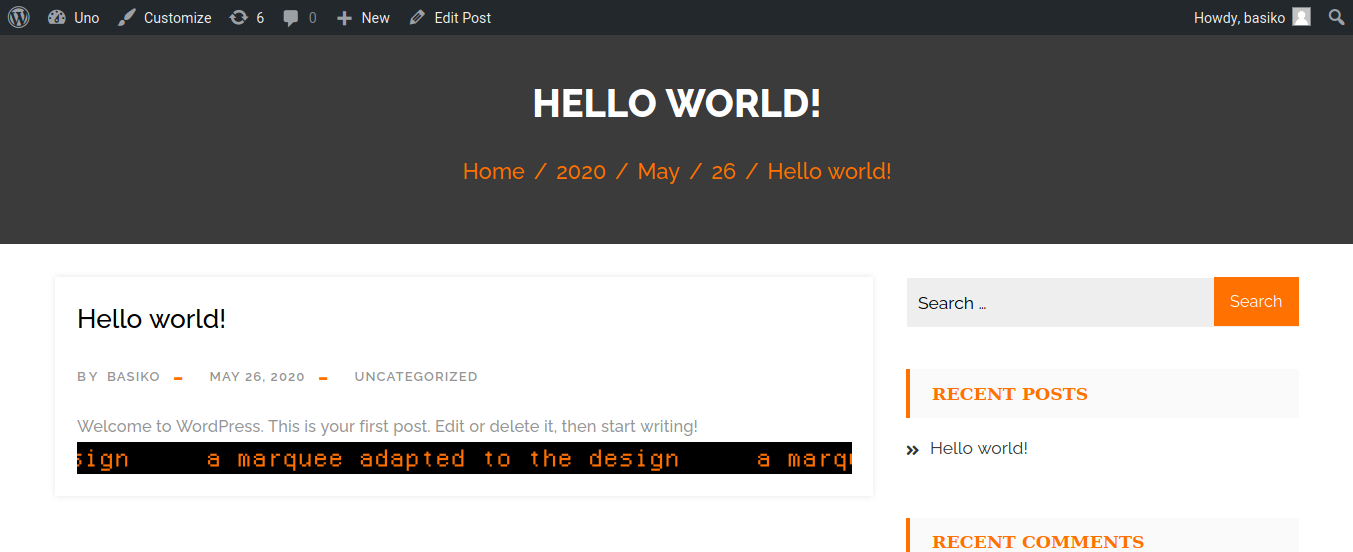 Uno Customize 6 0 New Edit Post Howdy, basiko
HELLO WORLD!
Home / 2020 / May / 26 / Hello world!
Hello world!
BY BASIKO - MAY 26, 2020 - UNCATEGORIZED
Welcome to WordPress. This is your first post. Edit or delete it, then start writing!
sign a marquee adapted to the design a marqu
Search …
Search
RECENT POSTS
Hello world!
RECENT COMMENTS